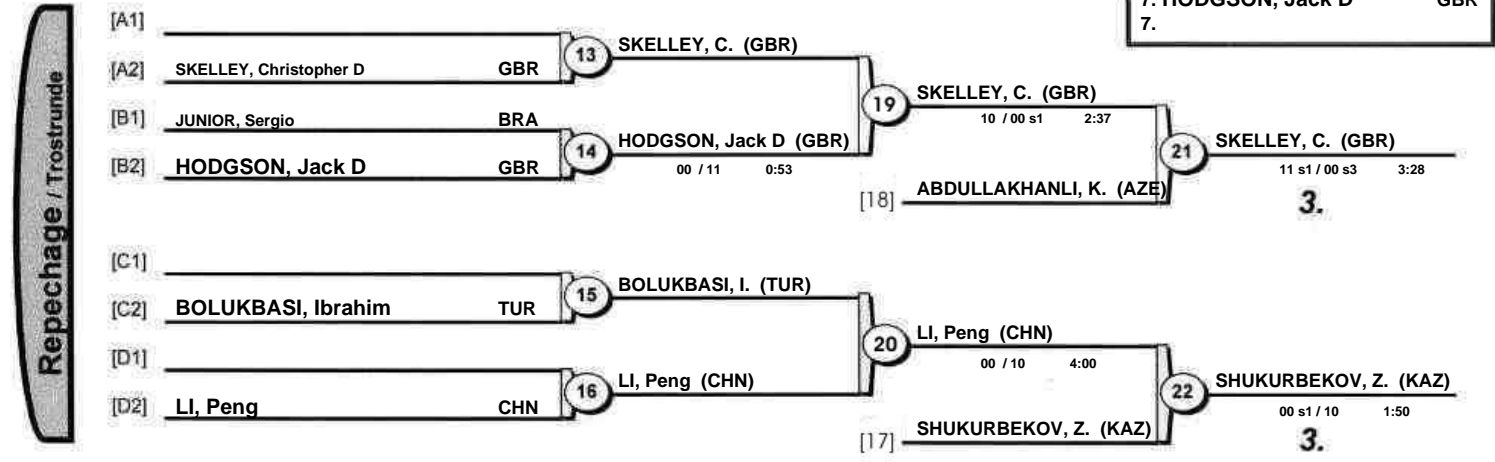 7. HODGSON, Jack D GBR
7.
Repechage / Trostrunde
[A1]
13 SKELLEY, C. (GBR)
[A2] SKELLEY, Christopher D GBR
19 SKELLEY, C. (GBR)
10 / 00 s1 2:37
[B1] JUNIOR, Sergio BRA
14 HODGSON, Jack D (GBR)
00 / 11 0:53
[B2] HODGSON, Jack D GBR
21 SKELLEY, C. (GBR)
11 s1 / 00 s3 3:28
3.
[18] ABDULLAKHANLI, K. (AZE)
[C1]
15 BOLUKBASI, I. (TUR)
[C2] BOLUKBASI, Ibrahim TUR
20 LI, Peng (CHN)
00 / 10 4:00
[D1]
16 LI, Peng (CHN)
[D2] LI, Peng CHN
22 SHUKURBEKOV, Z. (KAZ)
00 s1 / 10 1:50
3.
[17] SHUKURBEKOV, Z. (KAZ)